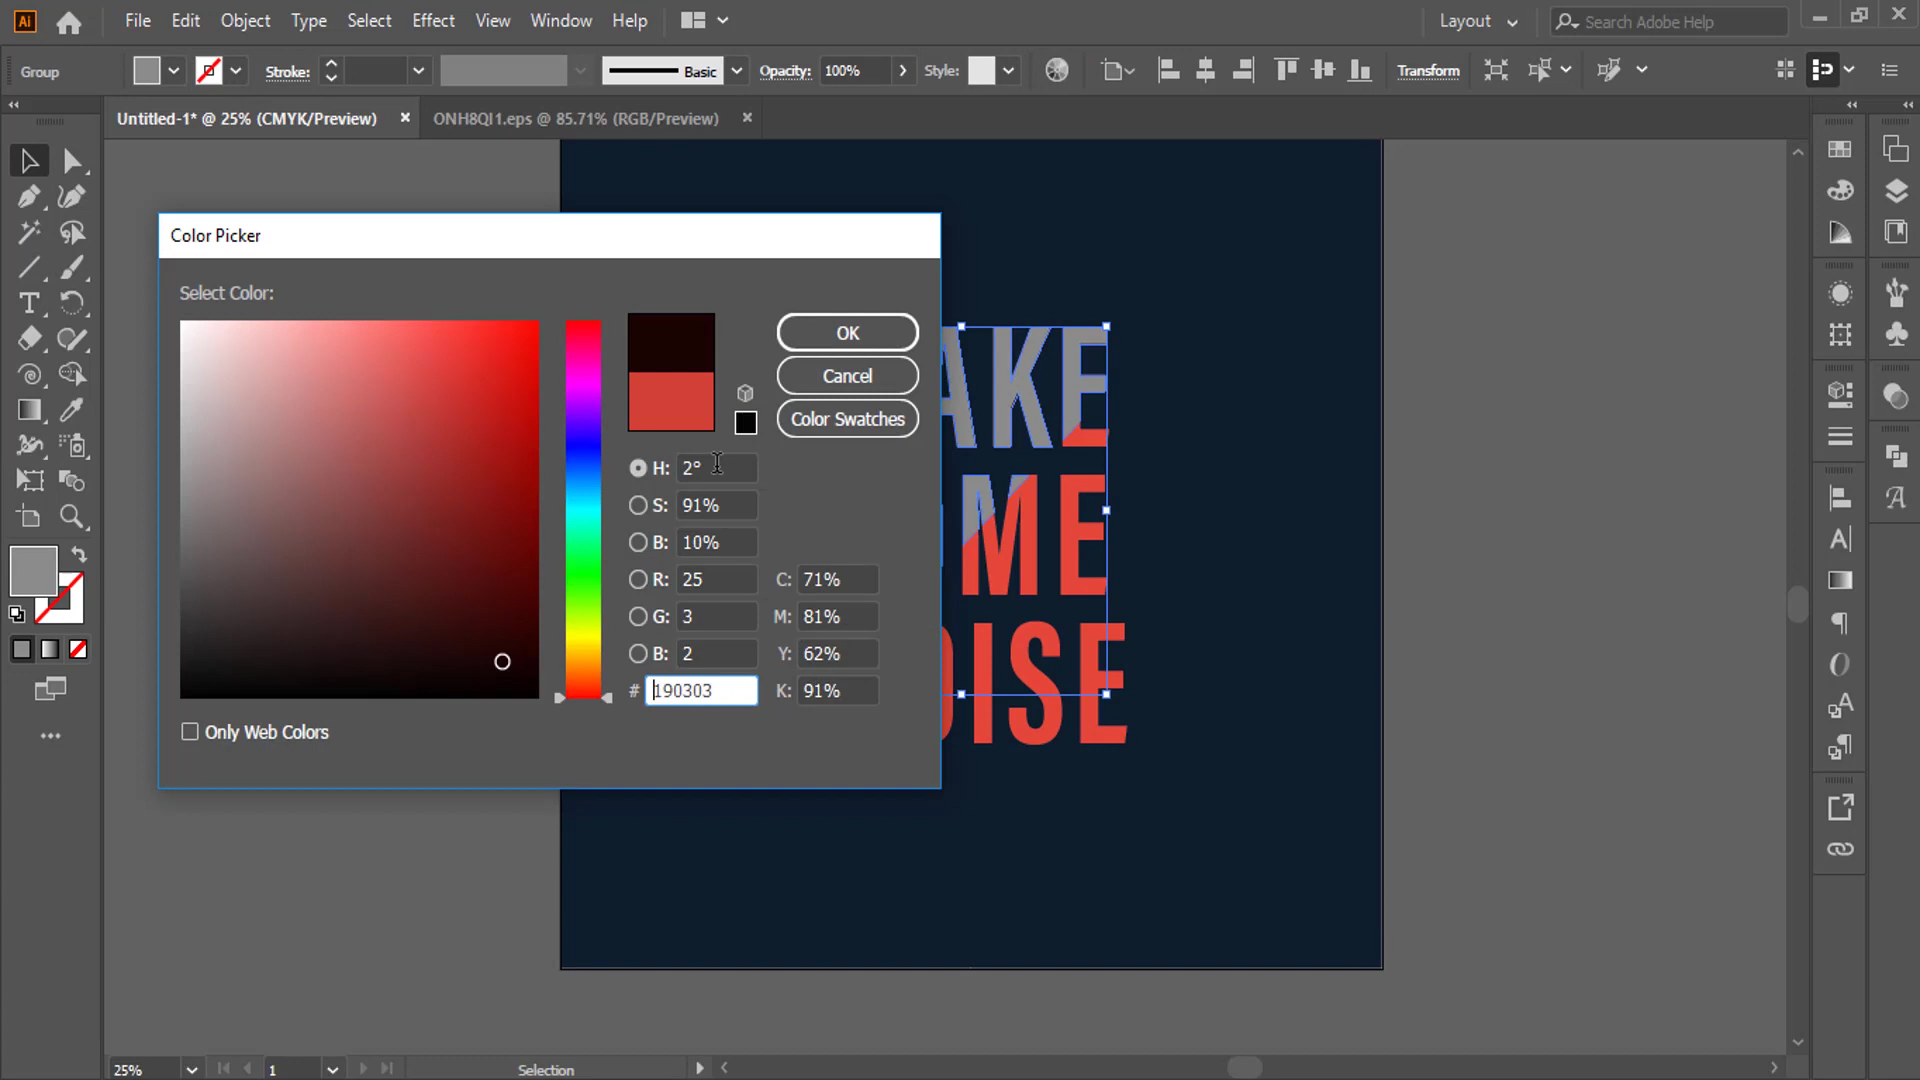 Ai File Edit Object Type Select Effect View Window Help Layout Search Adobe Help
Group Stroke: Basic Opacity: 100% Style: Transform
Untitled-1* @ 25% (CMYK/Preview) × ONH8QI1.eps @ 85.71% (RGB/Preview) ×
Color Picker
Select Color:
OK
Cancel
Color Swatches
H: 2°
S: 91%
B: 10%
R: 25 C: 71%
G: 3 M: 81%
B: 2 Y: 62%
# 190303 K: 91%
Only Web Colors
AKE
ME
OISE
25% 1 Selection